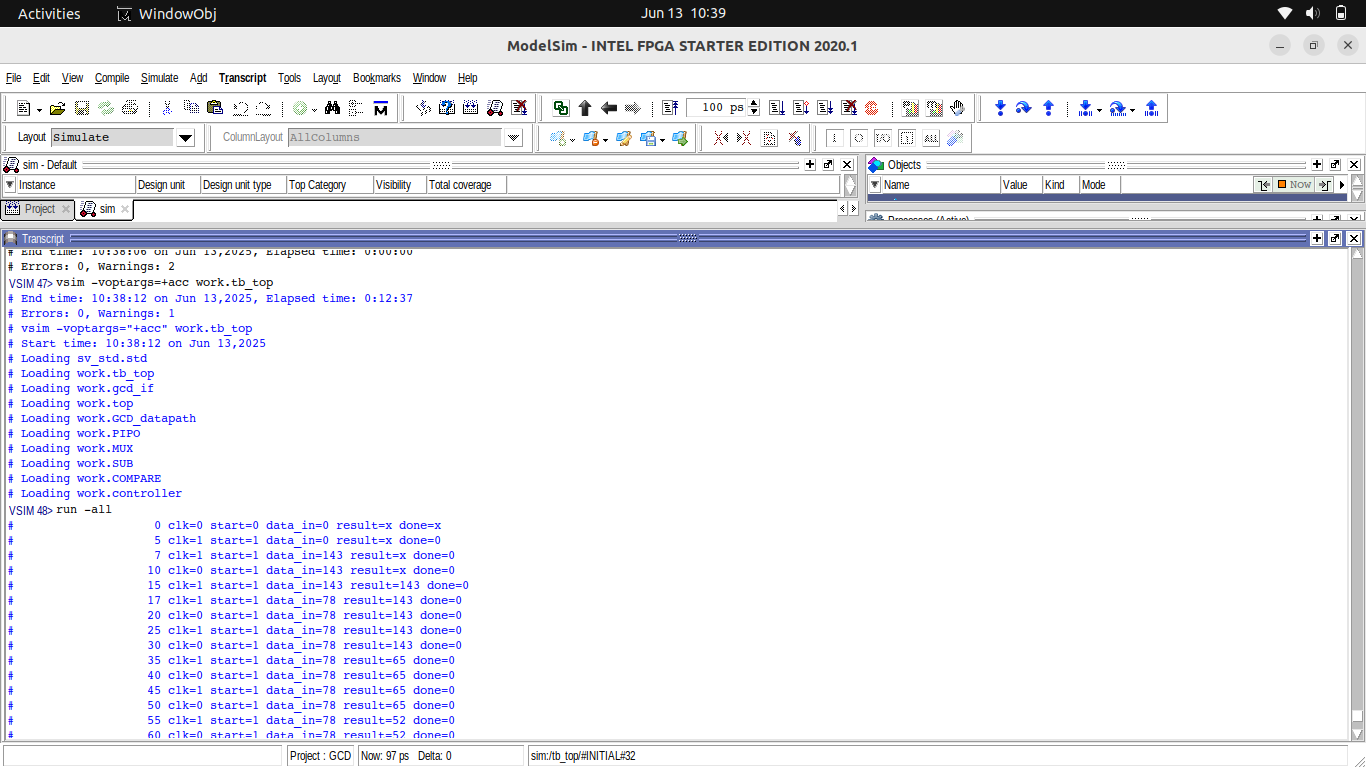 Activities WindowObj Jun 13 10:39
ModelSim - INTEL FPGA STARTER EDITION 2020.1
File Edit View Compile Simulate Add Transcript Tools Layout Bookmarks Window Help
100 ps
Layout Simulate ColumnLayout AllColumns
sim - Default
Objects
Instance Design unit Design unit type Top Category Visibility Total coverage
Name Value Kind Mode Now
Project sim
Processes (Active)
Transcript
# End time: 10:38:06 on Jun 13,2025, Elapsed time: 0:00:00
# Errors: 0, Warnings: 2
VSIM 47> vsim -voptargs=+acc work.tb_top
# End time: 10:38:12 on Jun 13,2025, Elapsed time: 0:12:37
# Errors: 0, Warnings: 1
# vsim -voptargs="+acc" work.tb_top
# Start time: 10:38:12 on Jun 13,2025
# Loading sv_std.std
# Loading work.tb_top
# Loading work.gcd_if
# Loading work.top
# Loading work.GCD_datapath
# Loading work.PIPO
# Loading work.MUX
# Loading work.SUB
# Loading work.COMPARE
# Loading work.controller
VSIM 48> run -all
# 0 clk=0 start=0 data_in=0 result=x done=x
# 5 clk=1 start=1 data_in=0 result=x done=0
# 7 clk=1 start=1 data_in=143 result=x done=0
# 10 clk=0 start=1 data_in=143 result=x done=0
# 15 clk=1 start=1 data_in=143 result=143 done=0
# 17 clk=1 start=1 data_in=78 result=143 done=0
# 20 clk=0 start=1 data_in=78 result=143 done=0
# 25 clk=1 start=1 data_in=78 result=143 done=0
# 30 clk=0 start=1 data_in=78 result=143 done=0
# 35 clk=1 start=1 data_in=78 result=65 done=0
# 40 clk=0 start=1 data_in=78 result=65 done=0
# 45 clk=1 start=1 data_in=78 result=65 done=0
# 50 clk=0 start=1 data_in=78 result=65 done=0
# 55 clk=1 start=1 data_in=78 result=52 done=0
# 60 clk=0 start=1 data_in=78 result=52 done=0
Project : GCD Now: 97 ps Delta: 0 sim:/tb_top/#INITIAL#32